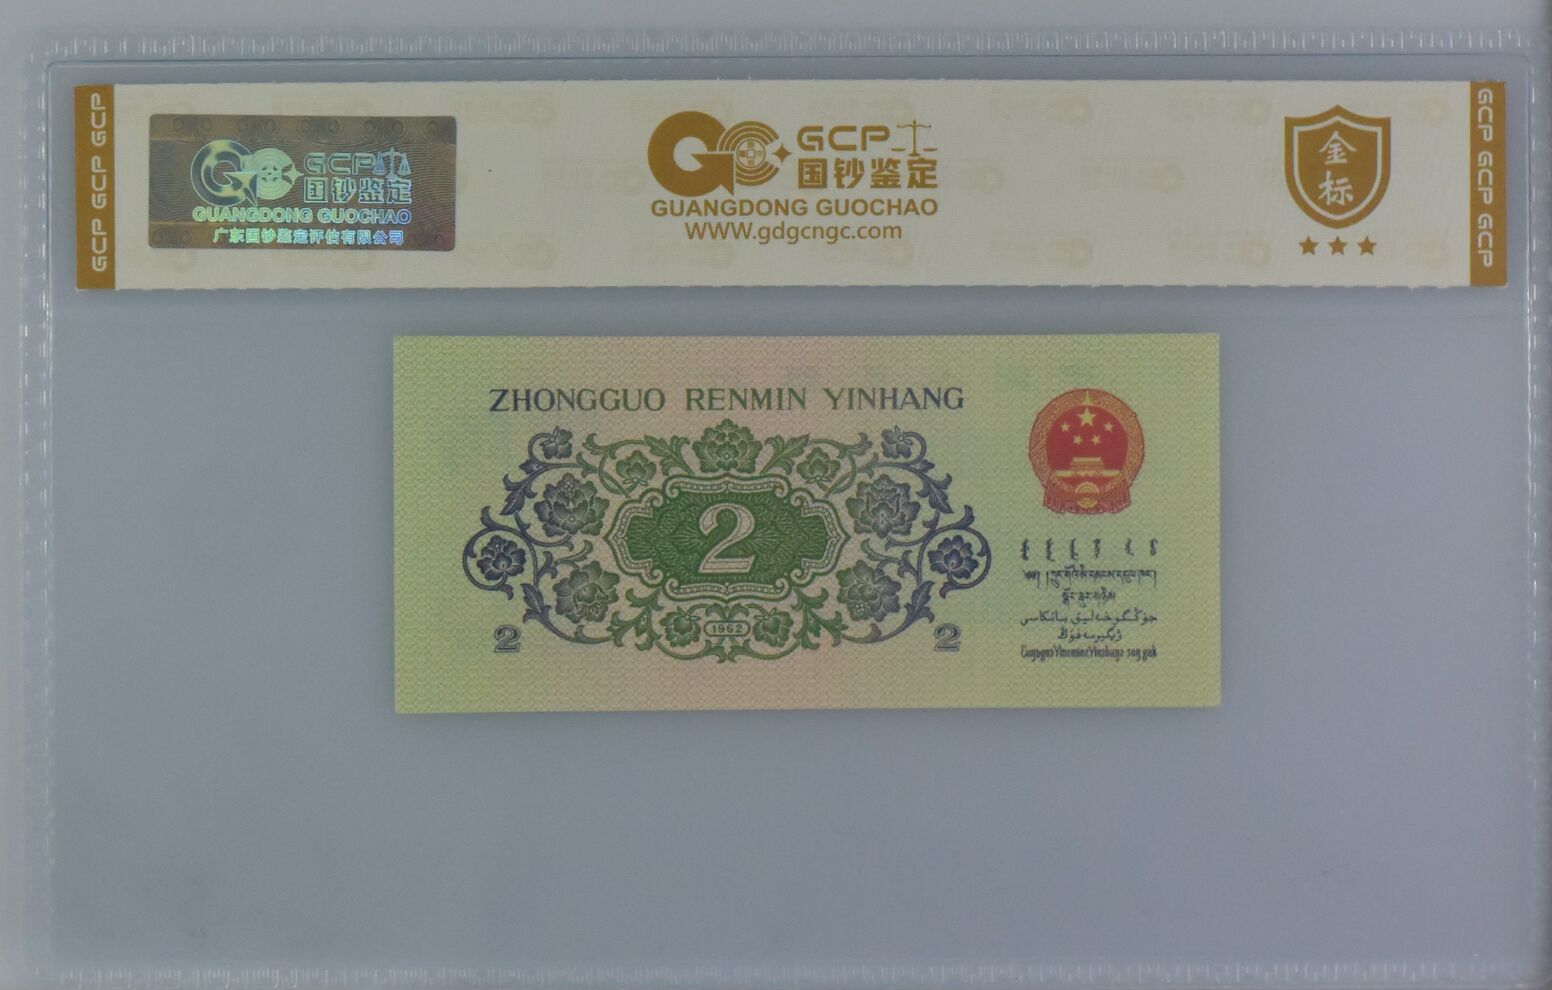 GCP GCP GCP
GCP
国钞鉴定
GUANGDONG GUOCHAO
广东国钞鉴定评估有限公司
GCP
国钞鉴定
GUANGDONG GUOCHAO
WWW.gdgcngc.com
金标
GCP GCP GCP
ZHONGGUO RENMIN YINHANG
2
1962
2
2
جۇڭگوخەلىق بانكىسى